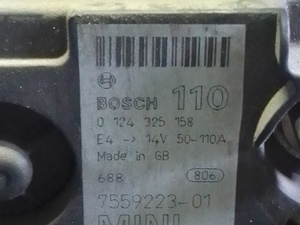 BOSCH 110
0 124 325 158
E4 -> 14V 50-110A
Made in GB
688 806
7559223-01
MINI